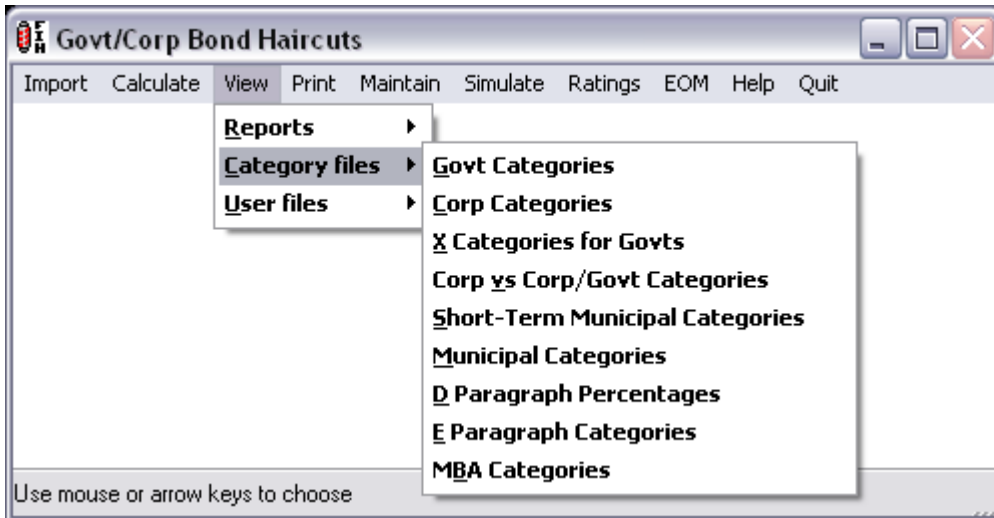 FIH Govt/Corp Bond Haircuts
Import Calculate View Print Maintain Simulate Ratings EOM Help Quit
Reports
Category files
User files
Govt Categories
Corp Categories
X Categories for Govts
Corp vs Corp/Govt Categories
Short-Term Municipal Categories
Municipal Categories
D Paragraph Percentages
E Paragraph Categories
MBA Categories
Use mouse or arrow keys to choose